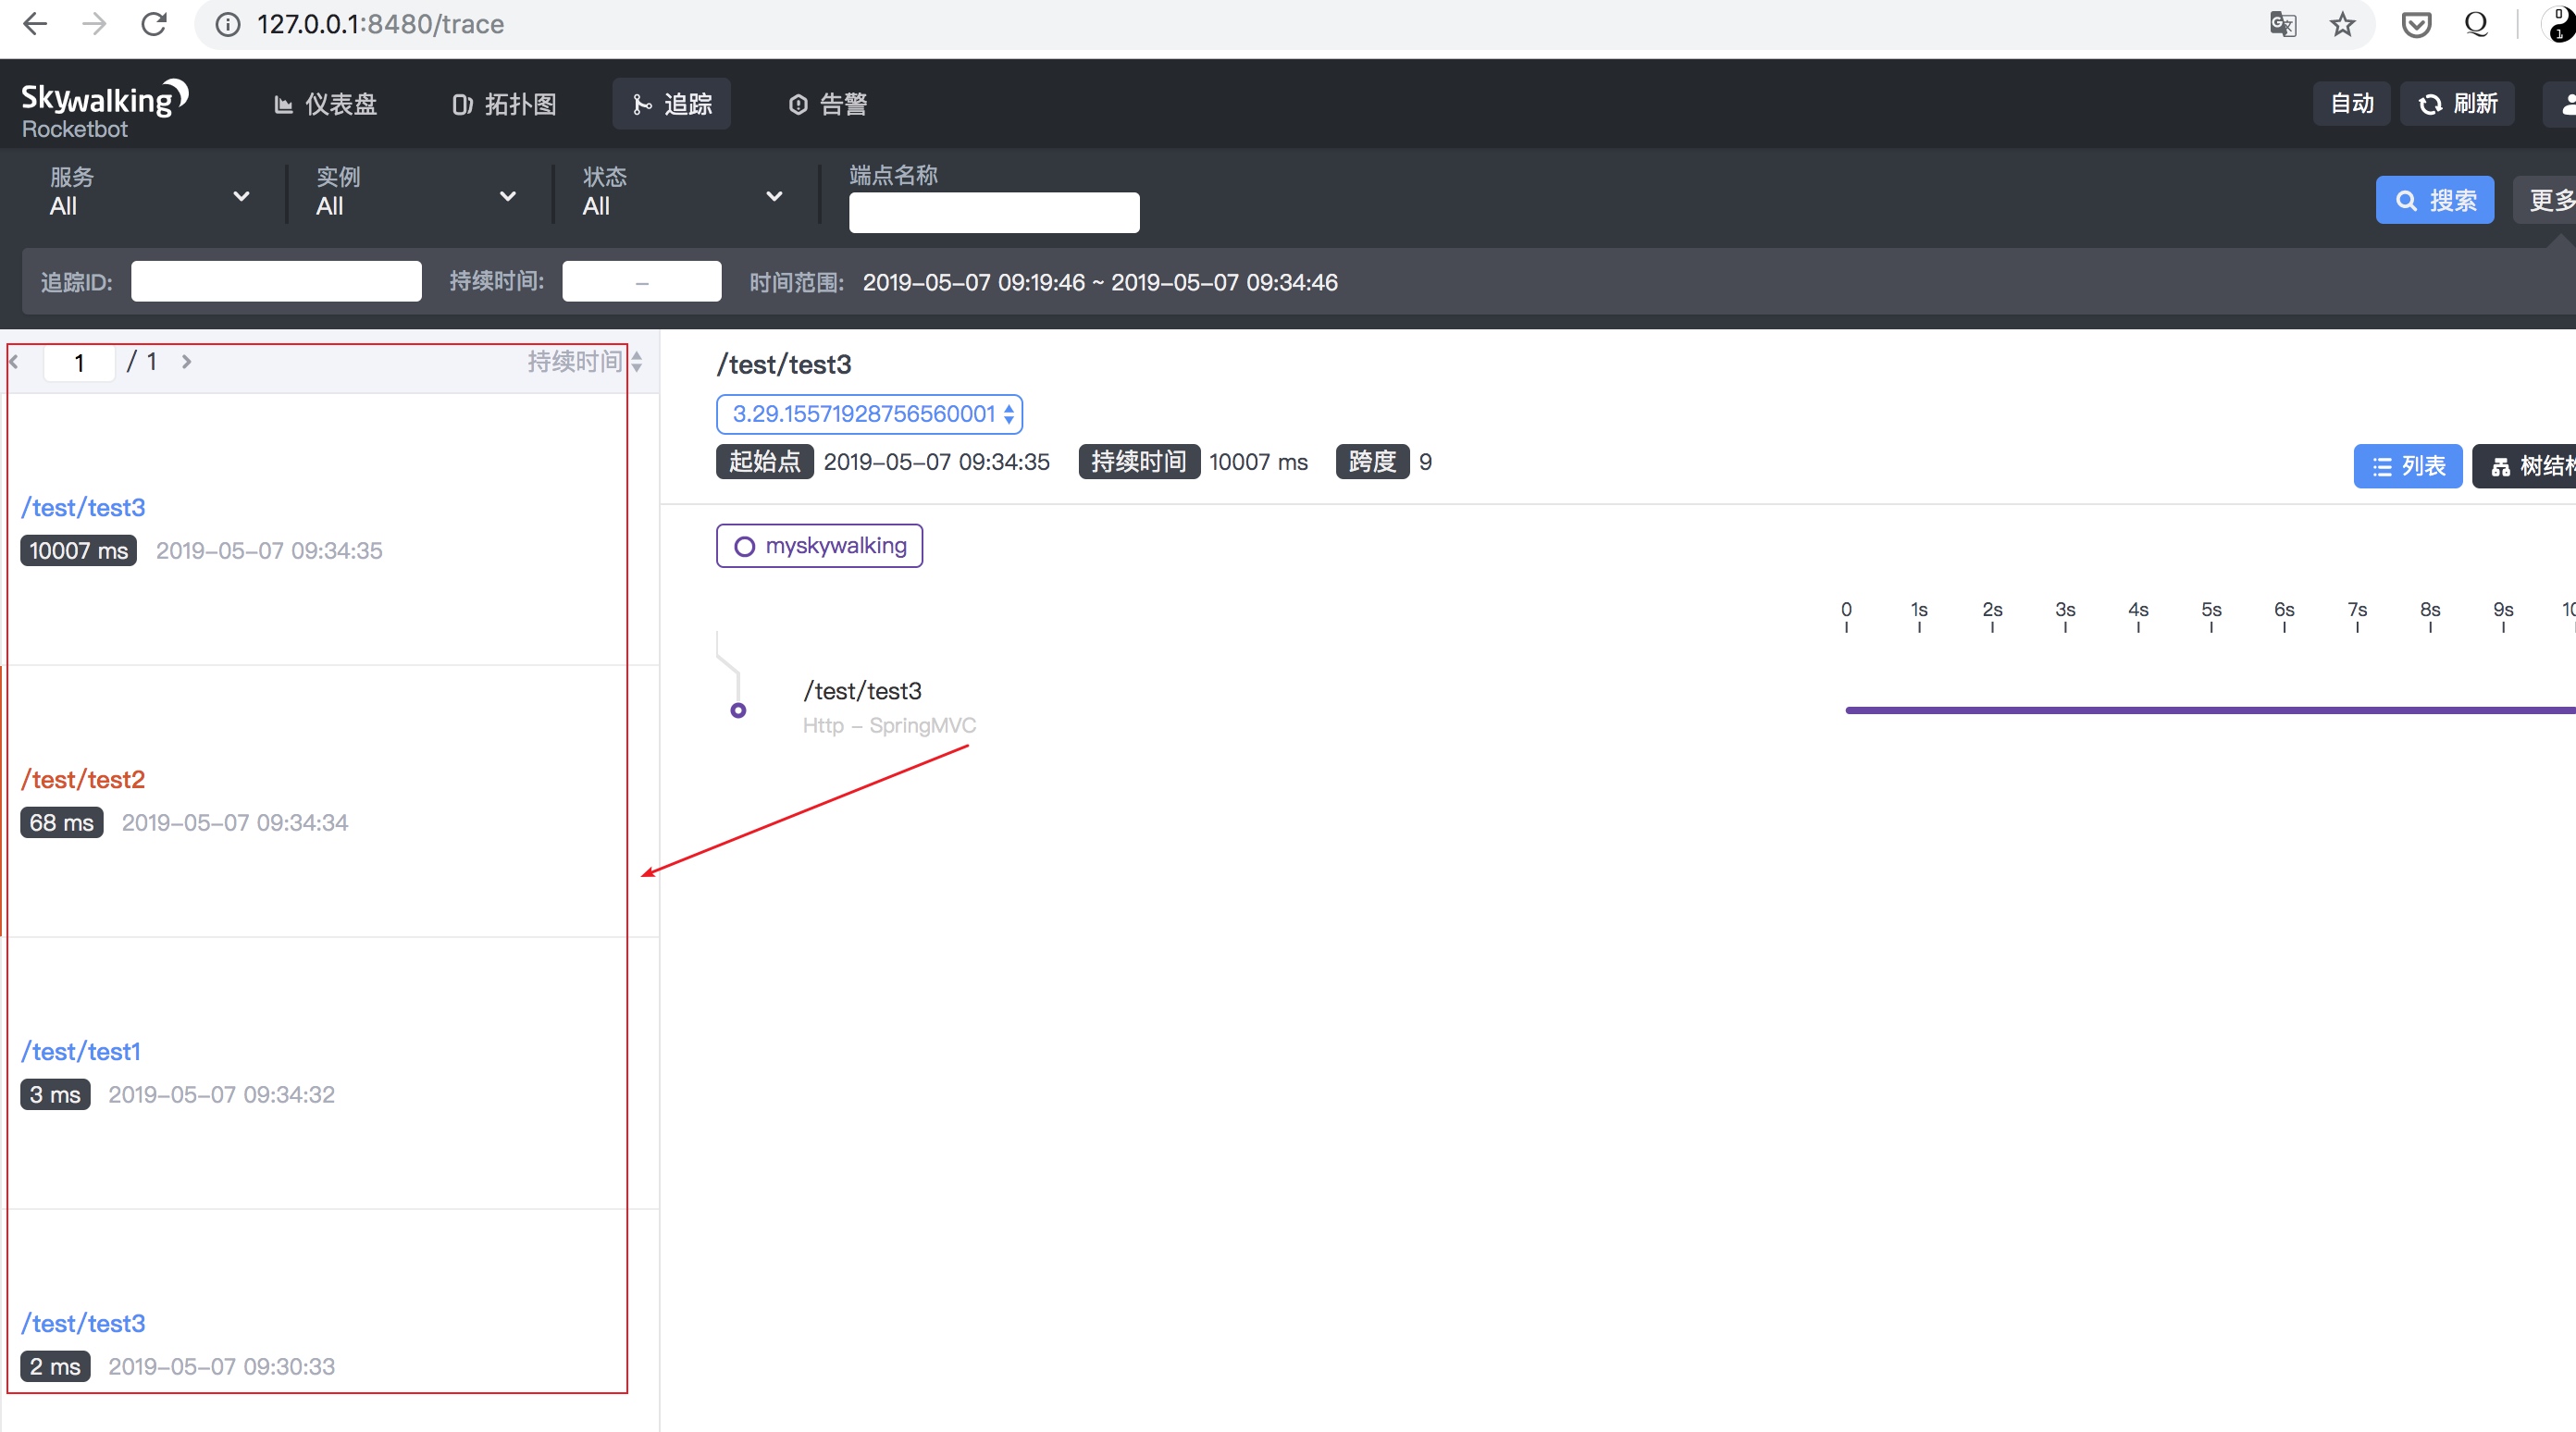 127.0.0.1:8480/trace
Skywalking
Rocketbot
仪表盘
拓扑图
追踪
告警
自动
刷新
服务
All
实例
All
状态
All
端点名称
搜索
更多
追踪ID:
持续时间:
–
时间范围:
2019-05-07 09:19:46 ~ 2019-05-07 09:34:46
1 / 1
持续时间
/test/test3
10007 ms 2019-05-07 09:34:35
/test/test2
68 ms 2019-05-07 09:34:34
/test/test1
3 ms 2019-05-07 09:34:32
/test/test3
2 ms 2019-05-07 09:30:33
/test/test3
3.29.15571928756560001
起始点 2019-05-07 09:34:35 持续时间 10007 ms 跨度 9
列表
树结构
myskywalking
0 1s 2s 3s 4s 5s 6s 7s 8s 9s 10
/test/test3
Http - SpringMVC